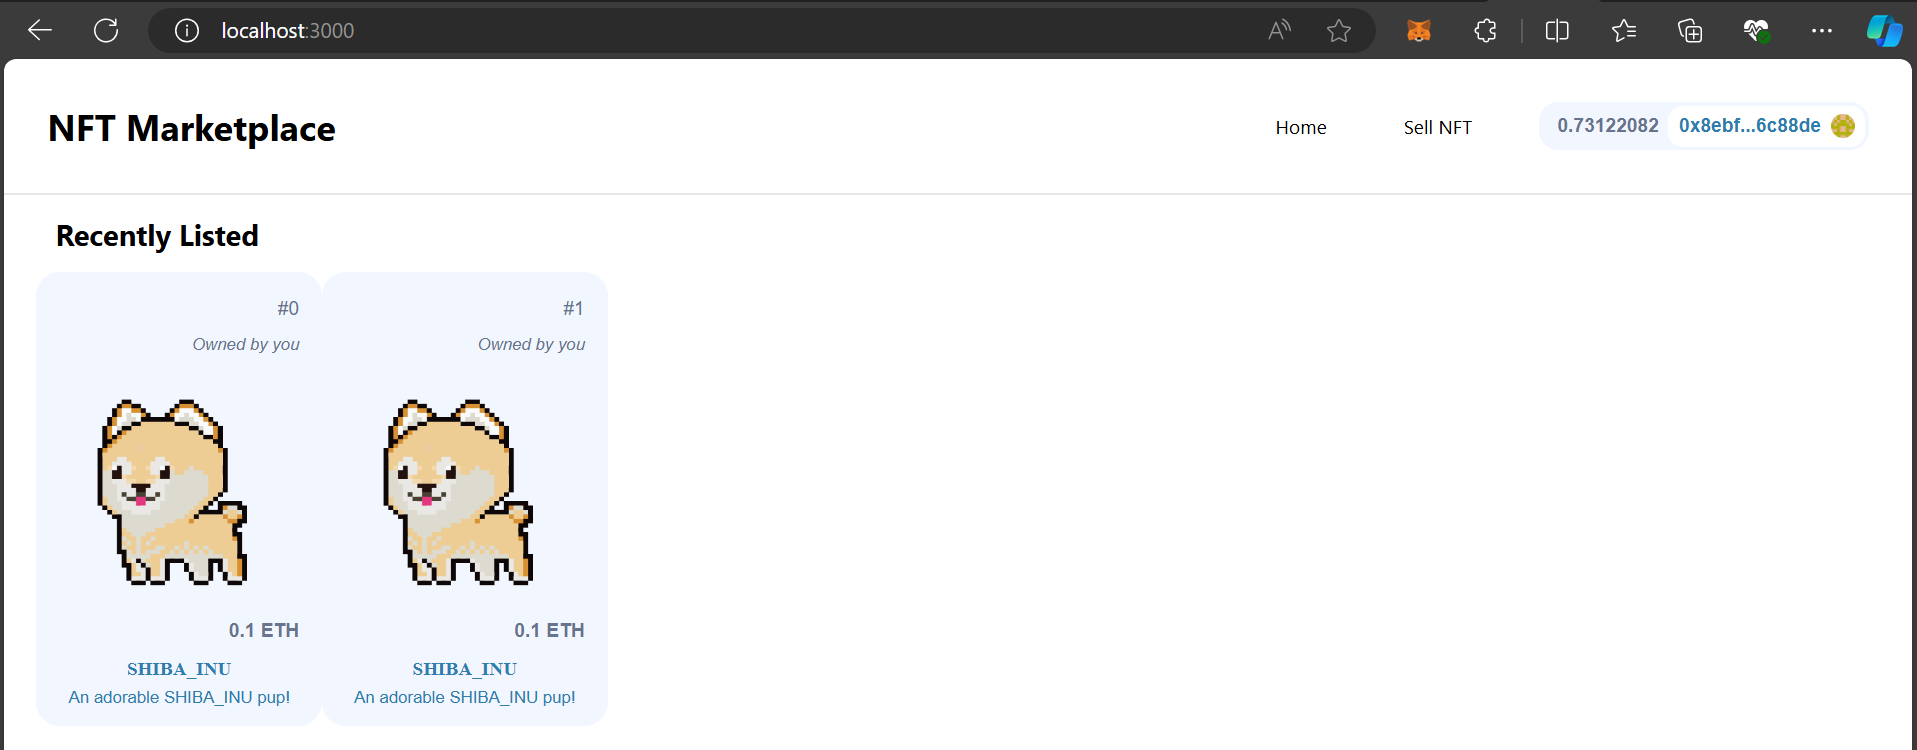 localhost:3000
NFT Marketplace
Home
Sell NFT
0.73122082
0x8ebf...6c88de
Recently Listed
#0
Owned by you
0.1 ETH
SHIBA_INU
An adorable SHIBA_INU pup!
#1
Owned by you
0.1 ETH
SHIBA_INU
An adorable SHIBA_INU pup!